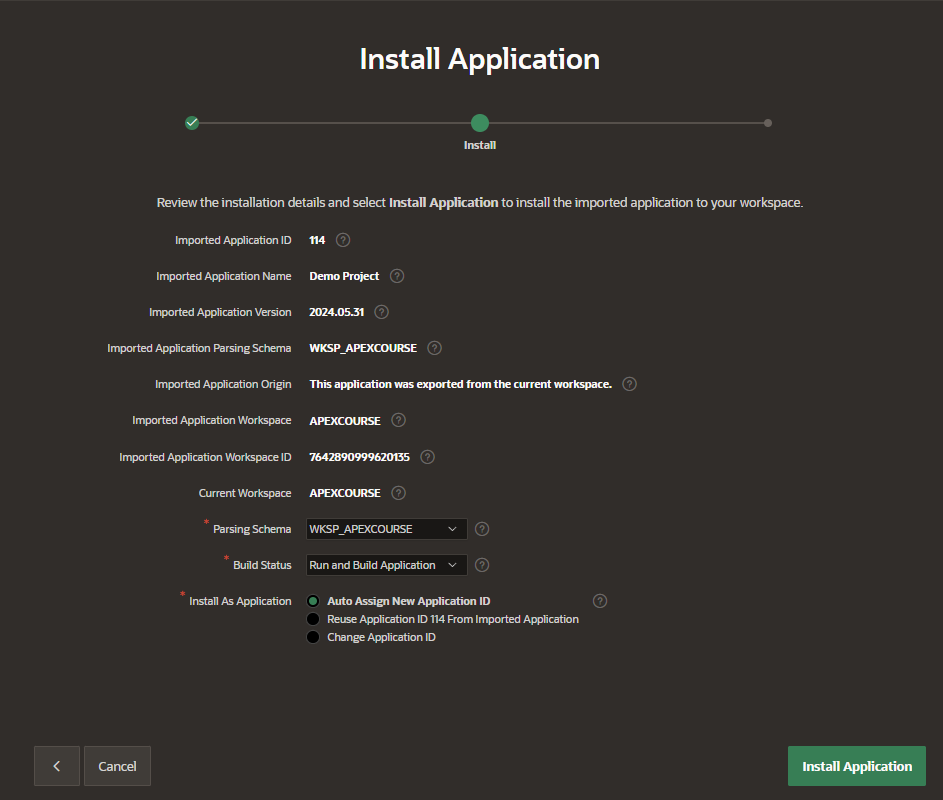 Install Application
Install
Review the installation details and select Install Application to install the imported application to your workspace.
Imported Application ID 114 ?
Imported Application Name Demo Project ?
Imported Application Version 2024.05.31 ?
Imported Application Parsing Schema WKSP_APEXCOURSE ?
Imported Application Origin This application was exported from the current workspace. ?
Imported Application Workspace APEXCOURSE ?
Imported Application Workspace ID 7642890999620135 ?
Current Workspace APEXCOURSE ?
* Parsing Schema WKSP_APEXCOURSE ?
* Build Status Run and Build Application ?
* Install As Application Auto Assign New Application ID ?
Reuse Application ID 114 From Imported Application
Change Application ID
Cancel Install Application